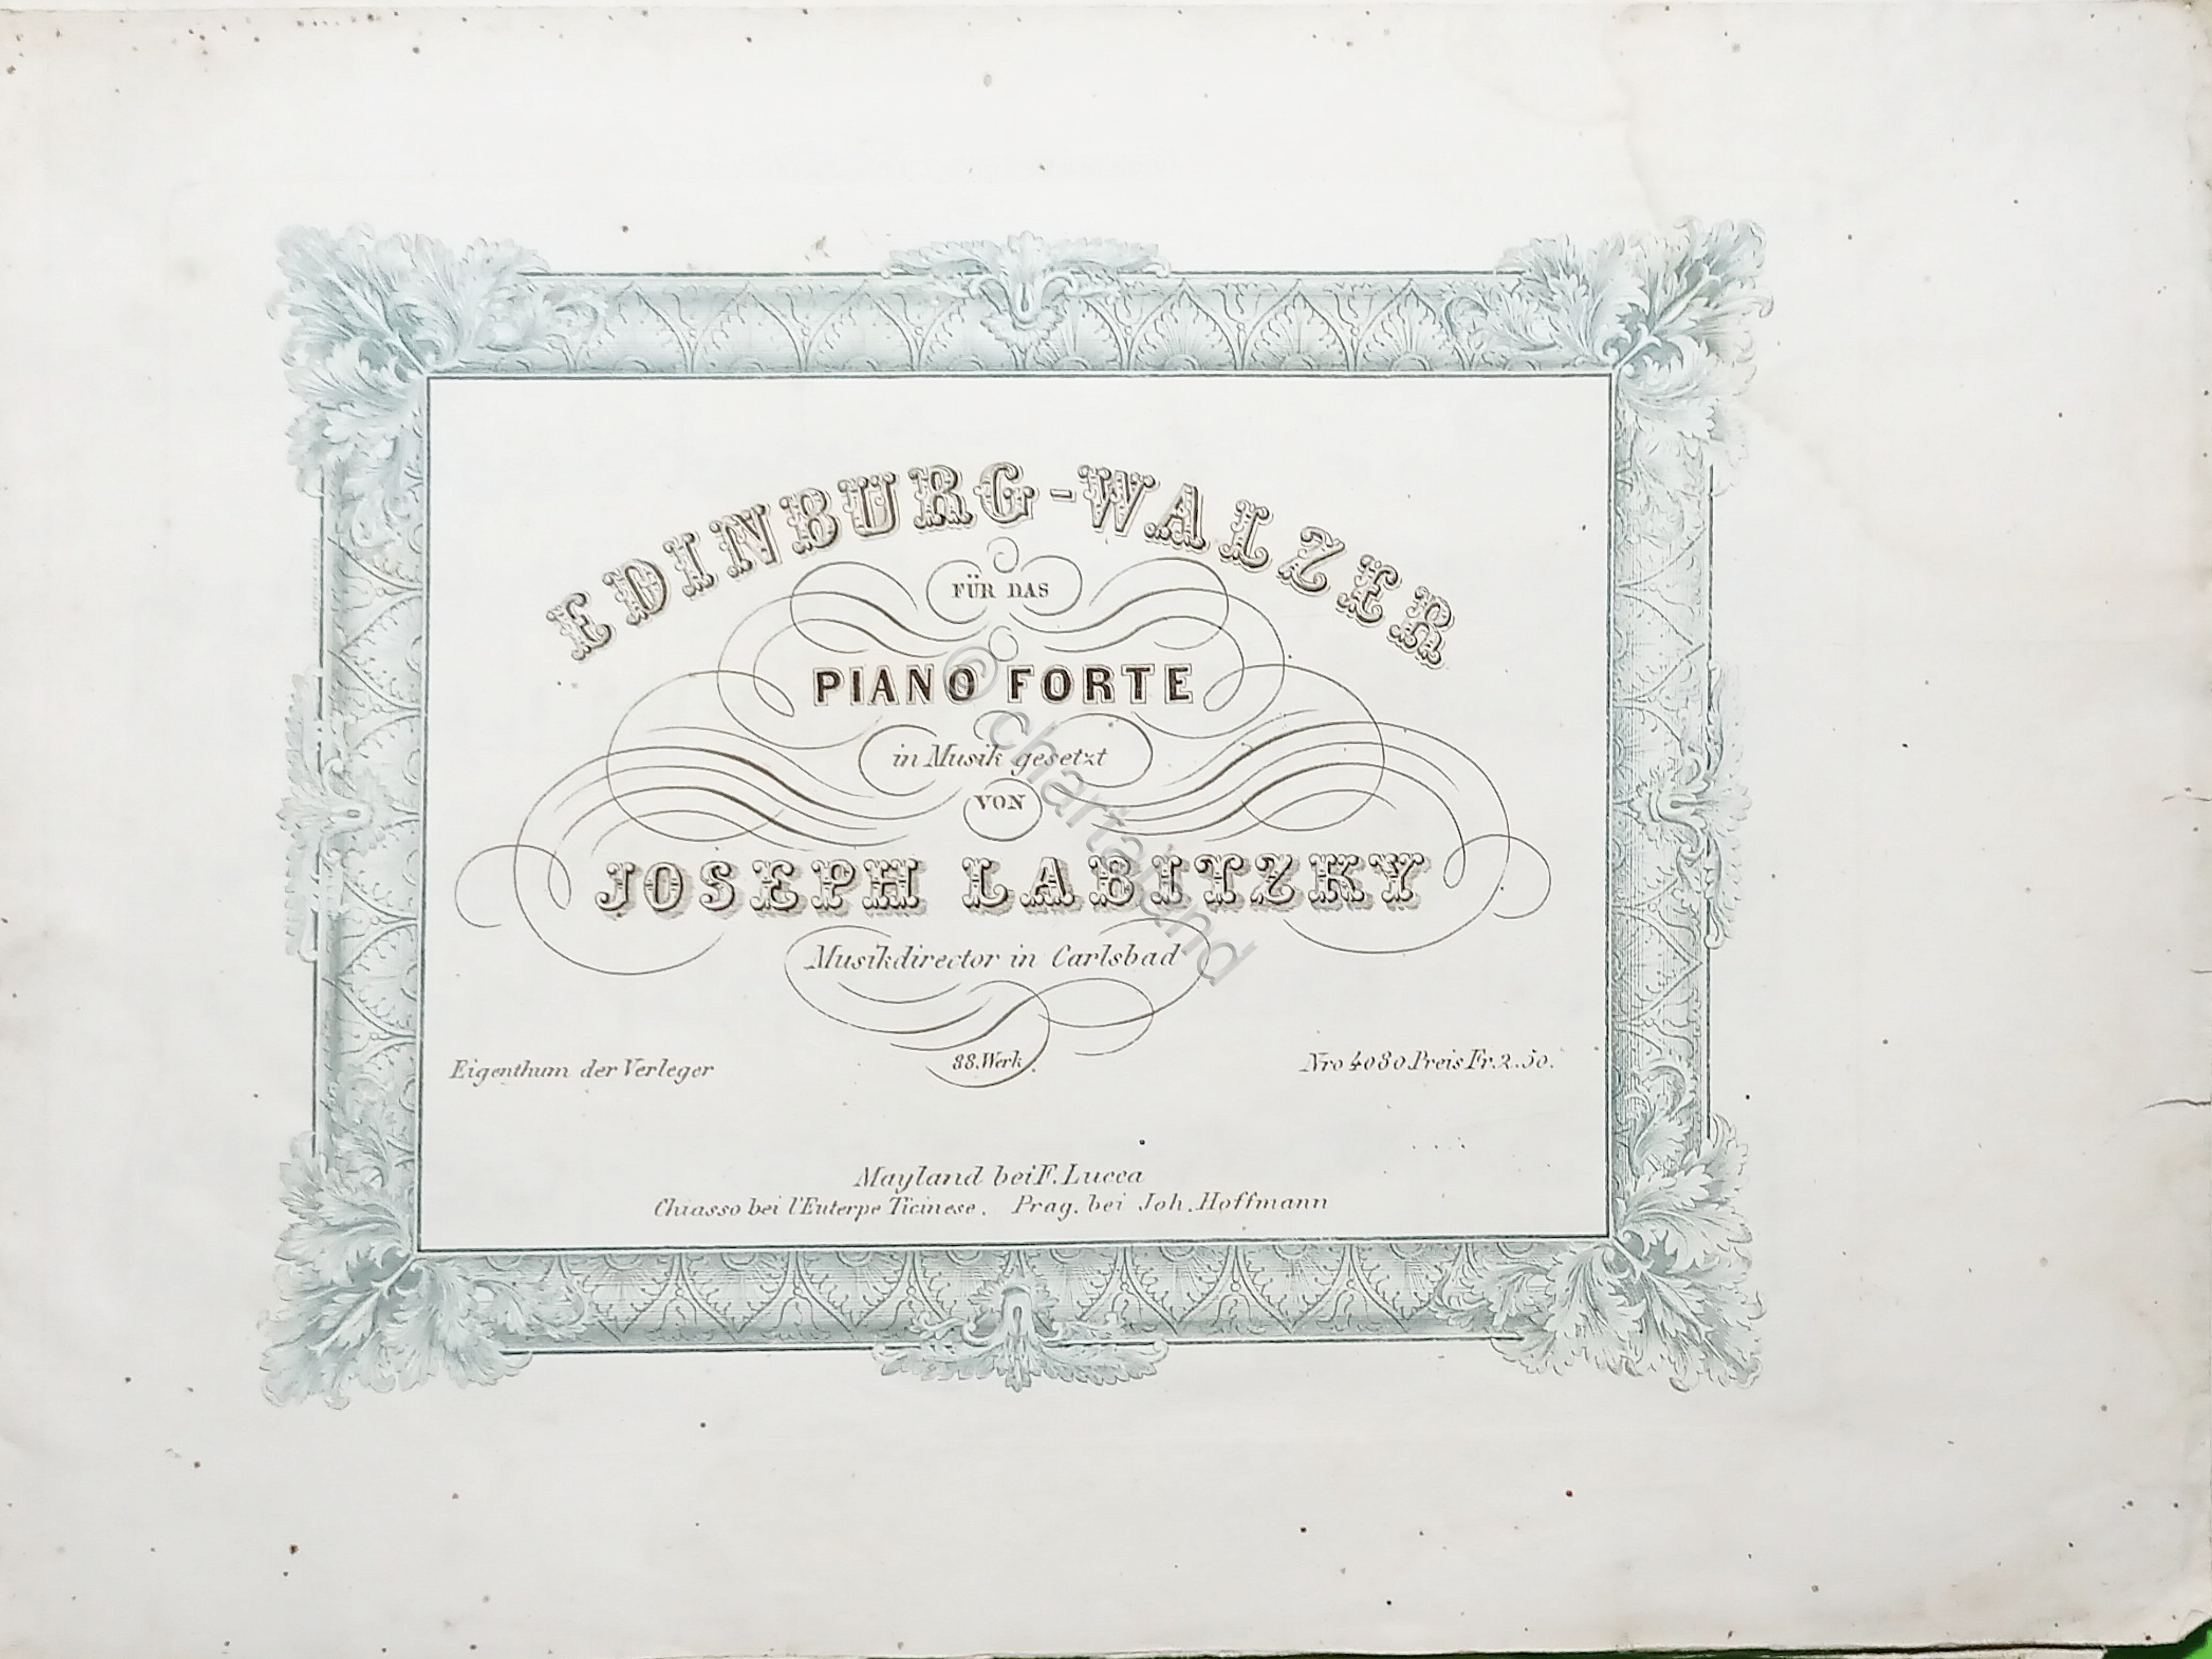 EDINBURG-WALZER
FÜR DAS
PIANO FORTE
in Musik gesetzt
VON
JOSEPH LABITZKY
Musikdirector in Carlsbad
Eigenthum der Verleger
88. Werk.
Nro 4080. Preis Fr. 2.50.
Mayland bei F. Lucca
Chiasso bei l'Euterpe Ticinese. Prag. bei Joh. Hoffmann
© chartaland